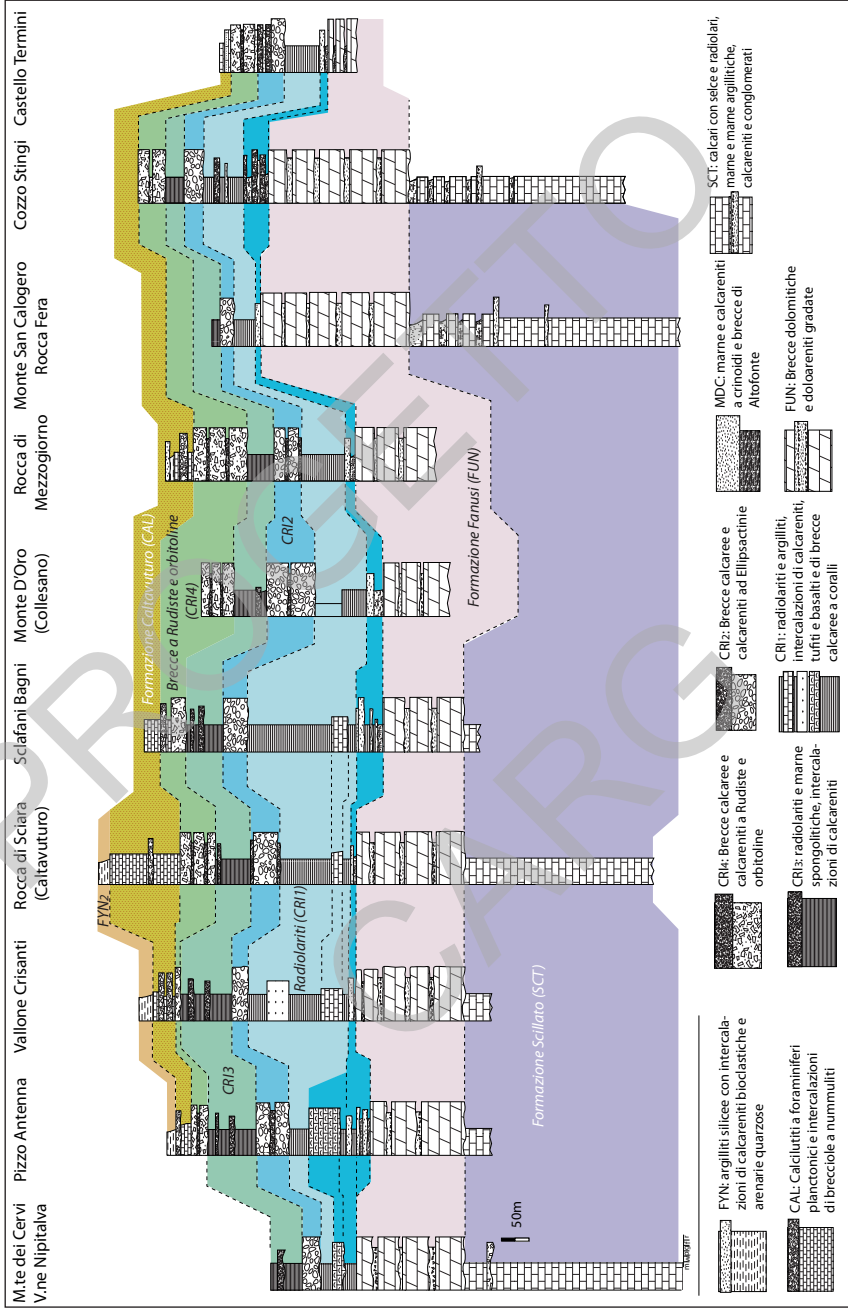 M.te dei Cervi
V.ne Nipitalva
Pizzo Antenna
Vallone Crisanti
Rocca di Sciara
(Caltavuturo)
Sclafani Bagni
Monte D'Oro
(Collesano)
Rocca di
Mezzogiorno
Monte San Calogero
Rocca Fera
Cozzo Stingi
Castello Termini
FYN2
Formazione Caltavuturo (CAL)
Brecce a Rudiste e orbitoline
(CRI4)
CRI3
CRI2
Radiolariti (CRI1)
Formazione Fanusi (FUN)
Formazione Scillato (SCT)
50m
PROGETTO
CARG
FYN: argilliti silicee con intercala-
zioni di calcareniti bioclastiche e
arenarie quarzose
CAL: Calcilutiti a foraminiferi
planctonici e intercalazioni
di brecciole a nummuliti
CRI4: Brecce calcaree e
calcareniti a Rudiste e
orbitoline
CRI3: radiolariti e marne
spongolitiche, intercala-
zioni di calcareniti
CRI2: Brecce calcaree e
calcareniti ad Ellipsactinie
CRI1: radiolariti e argilliti,
intercalazioni di calcareniti,
tufiti e basalti e di brecce
calcaree a coralli
MDC: marne e calcareniti
a crinoidi e brecce di
Altofonte
FUN: Brecce dolomitiche
e doloareniti gradate
SCT: calcari con selce e radiolari,
marne e marne argillitiche,
calcareniti e conglomerati